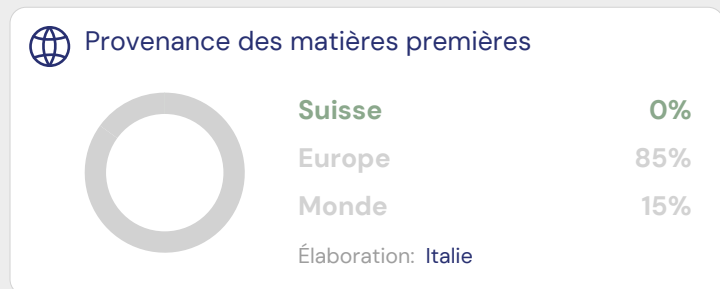 Provenance des matières premières
Suisse 0%
Europe 85%
Monde 15%
Élaboration: Italie